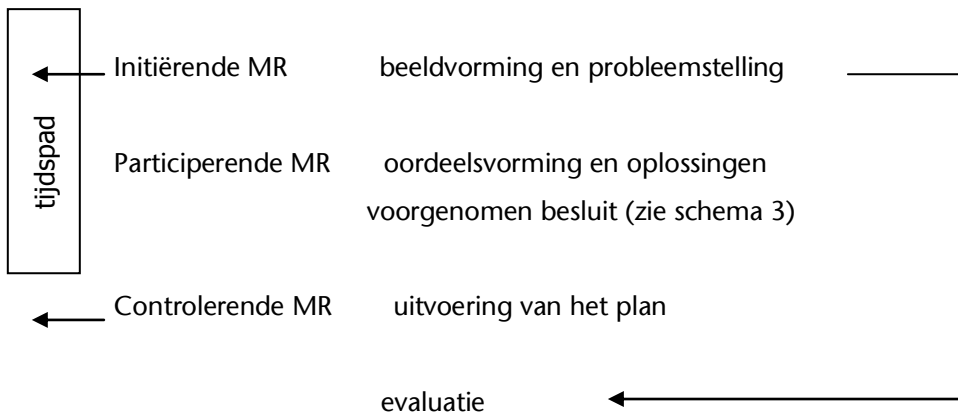 tijdspad
Initiërende MR beeldvorming en probleemstelling
Participerende MR oordeelsvorming en oplossingen
voorgenomen besluit (zie schema 3)
Controlerende MR uitvoering van het plan
evaluatie